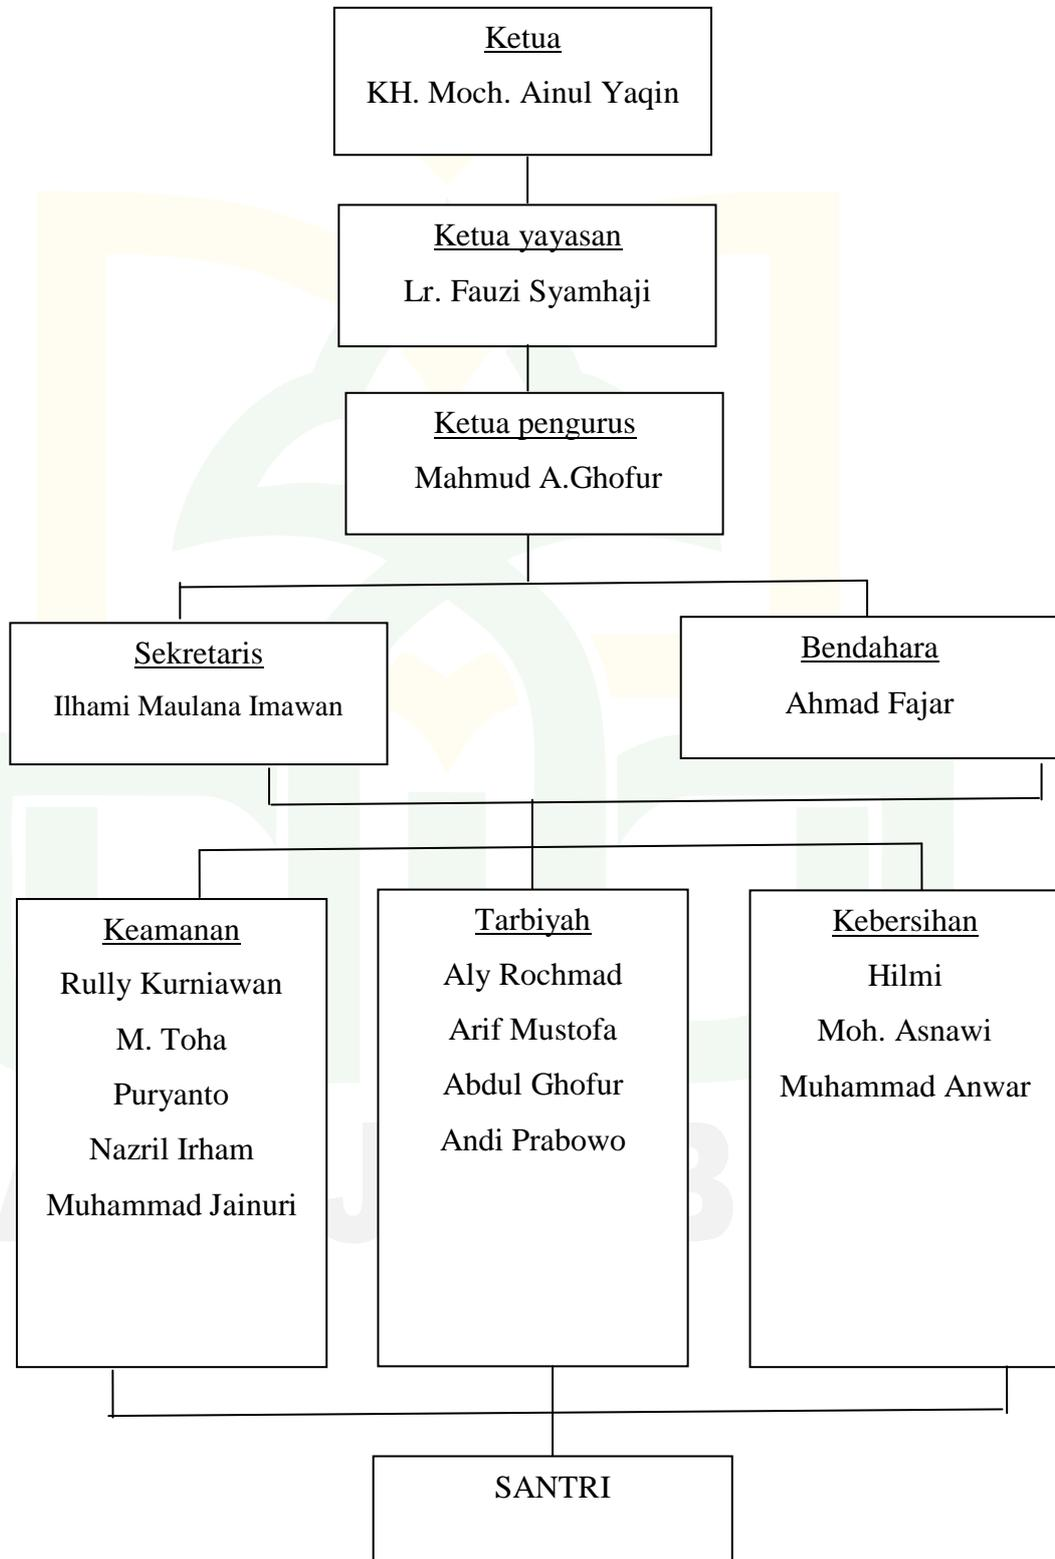 Ketua
KH. Moch. Ainul Yaqin
Ketua yayasan
Lr. Fauzi Syamhaji
Ketua pengurus
Mahmud A.Ghofur
Sekretaris
Ilhami Maulana Imawan
Bendahara
Ahmad Fajar
Keamanan
Rully Kurniawan
M. Toha
Puryanto
Nazril Irham
Muhammad Jainuri
Tarbiyah
Aly Rochmad
Arif Mustofa
Abdul Ghofur
Andi Prabowo
Kebersihan
Hilmi
Moh. Asnawi
Muhammad Anwar
SANTRI